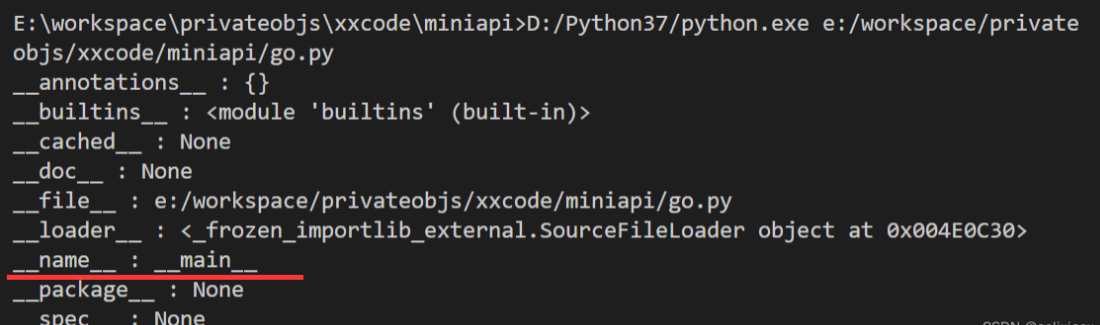 E:\workspace\privateobjs\xxcode\miniapi>D:/Python37/python.exe e:/workspace/private
objs/xxcode/miniapi/go.py
__annotations__ : {}
__builtins__ : <module 'builtins' (built-in)>
__cached__ : None
__doc__ : None
__file__ : e:/workspace/privateobjs/xxcode/miniapi/go.py
__loader__ : <_frozen_importlib_external.SourceFileLoader object at 0x004E0C30>
__name__ : __main__
__package__ : None
__spec__ : None